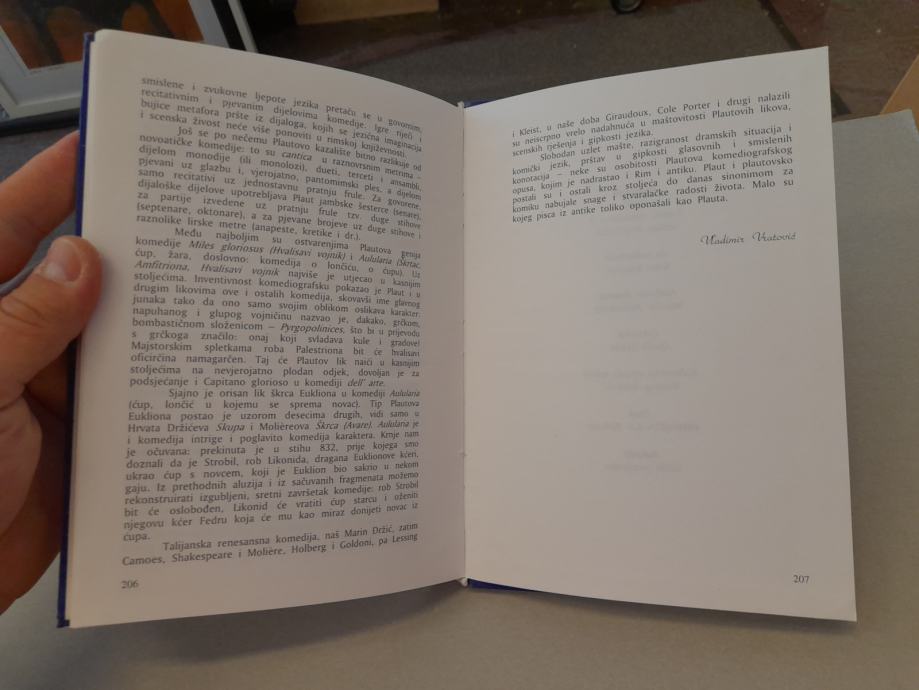 smislene i zvukovne ljepote jezika pretaču se u govornim,
recitativnim i pjevanim dijelovima komedije. Igre riječi i
bujice metafora pršte iz dijaloga, kojih se jezična imaginacija
i scenska živost neće više ponoviti u rimskoj književnosti.
Još se po nečemu Plautovo kazalište bitno razlikuje od
novoatičke komedije: to su cantica u raznovrsnim metrima –
dijelom monodije (ili monolozi), dueti, terceti i ansambi,
pjevani uz glazbu i, vjerojatno, pantomimski ples, a dijelom
samo recitativi uz jednostavnu pratnju frule. Za govorene,
dijaloške dijelove upotrebljava Plaut jambske šesterce (senare),
za partije izvedene uz pratnju frule tzv. duge stihove
(septenare, oktonare), a za pjevane brojeve uz duge stihove i
raznolike lirske metre (anapeste, kretike i dr.).
Među najboljim su ostvarenjima Plautova genija
komedije Miles gloriosus (Hvalisavi vojnik) i Aulularia (Škrtac,
ćup, žara, doslovno: komedija o lončiću, o ćupu). Uz
Amfitriona, Hvalisavi vojnik najviše je utjecao u kasnijim
stoljećima. Inventivnost komediografsku pokazao je Plaut i u
drugim likovima ove i ostalih komedija, skovavši ime glavnog
junaka tako da ono samo svojim oblikom oslikava karakter:
napuhanog i glupog vojničinu nazvao je, dakako, grčkom,
bombastičnom složenicom – Pyrgopolinices, što bi u prijevodu
s grčkoga značilo: onaj koji svladava kule i gradove!
Majstorskim spletkama roba Palestriona bit će hvalisavi
oficirčina namagarčen. Taj će Plautov lik naići u kasnijim
stoljećima na nevjerojatno plodan odjek, dovoljan je za
podsjećanje i Capitano glorioso u komediji dell' arte.
Sjajno je orisan lik škrca Eukliona u komediji Aulularia
(ćup, lončić u kojemu se sprema novac). Tip Plautova
Eukliona postao je uzorom desecima drugih, vidi samo u
Hrvata Držićeva Skupa i Molièreova Škrca (Avare). Aulularia je
i komedija intrige i poglavito komedija karaktera. Krnje nam
je očuvana: prekinuta je u stihu 832, prije kojega smo
doznali da je Strobil, rob Likonida, dragana Euklionove kćeri,
ukrao ćup s novcem, koji je Euklion bio sakrio u nekom
gaju. Iz prethodnih aluzija i iz sačuvanih fragmenata možemo
rekonstruirati izgubljeni, sretni završetak komedije: rob Strobil
bit će oslobođen, Likonid će vratiti ćup starcu i oženiti
njegovu kćer Fedru koja će mu kao miraz donijeti novac iz
ćupa.
Talijanska renesansna komedija, naš Marin Držić, zatim
Camoes, Shakespeare i Molière, Holberg i Goldoni, pa Lessing
206
i Kleist, u naše doba Giraudoux, Cole Porter i drugi nalazili
su neiscrpno vrelo nadahnuća u maštovitosti Plautovih likova,
scenskih rješenja i gipkosti jezika.
Slobodan uzlet mašte, razigranost dramskih situacija i
komički jezik, prštav u gipkosti glasovnih i smislenih
konotacija – neke su osobitosti Plautova komediografskog
opusa, kojim je nadrastao i Rim i antiku. Plaut i plautovsko
postali su i ostali kroz stoljeća do danas sinonimom za
komiku nabujale snage i stvaralačke radosti života. Malo su
kojeg pisca iz antike toliko oponašali kao Plauta.
Vladimir Vratović
207